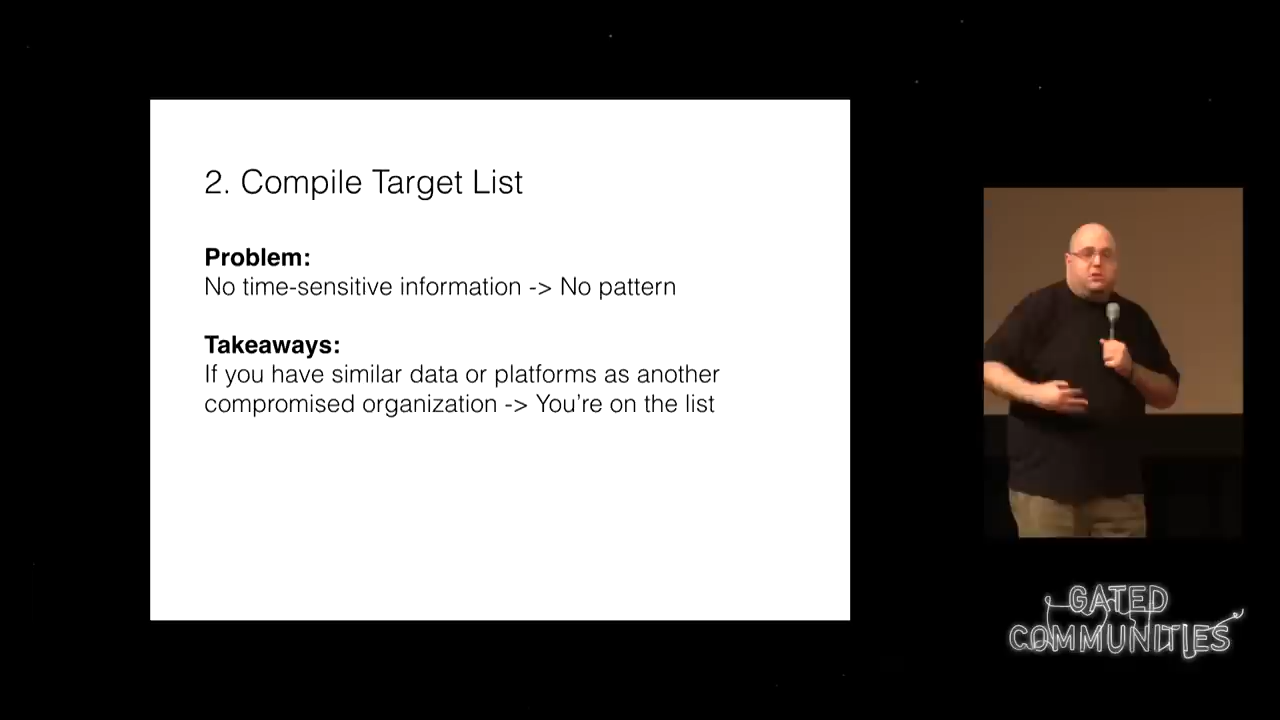 2. Compile Target List
Problem:
No time-sensitive information -> No pattern
Takeaways:
If you have similar data or platforms as another
compromised organization -> You're on the list
GATED
COMMUNITIES